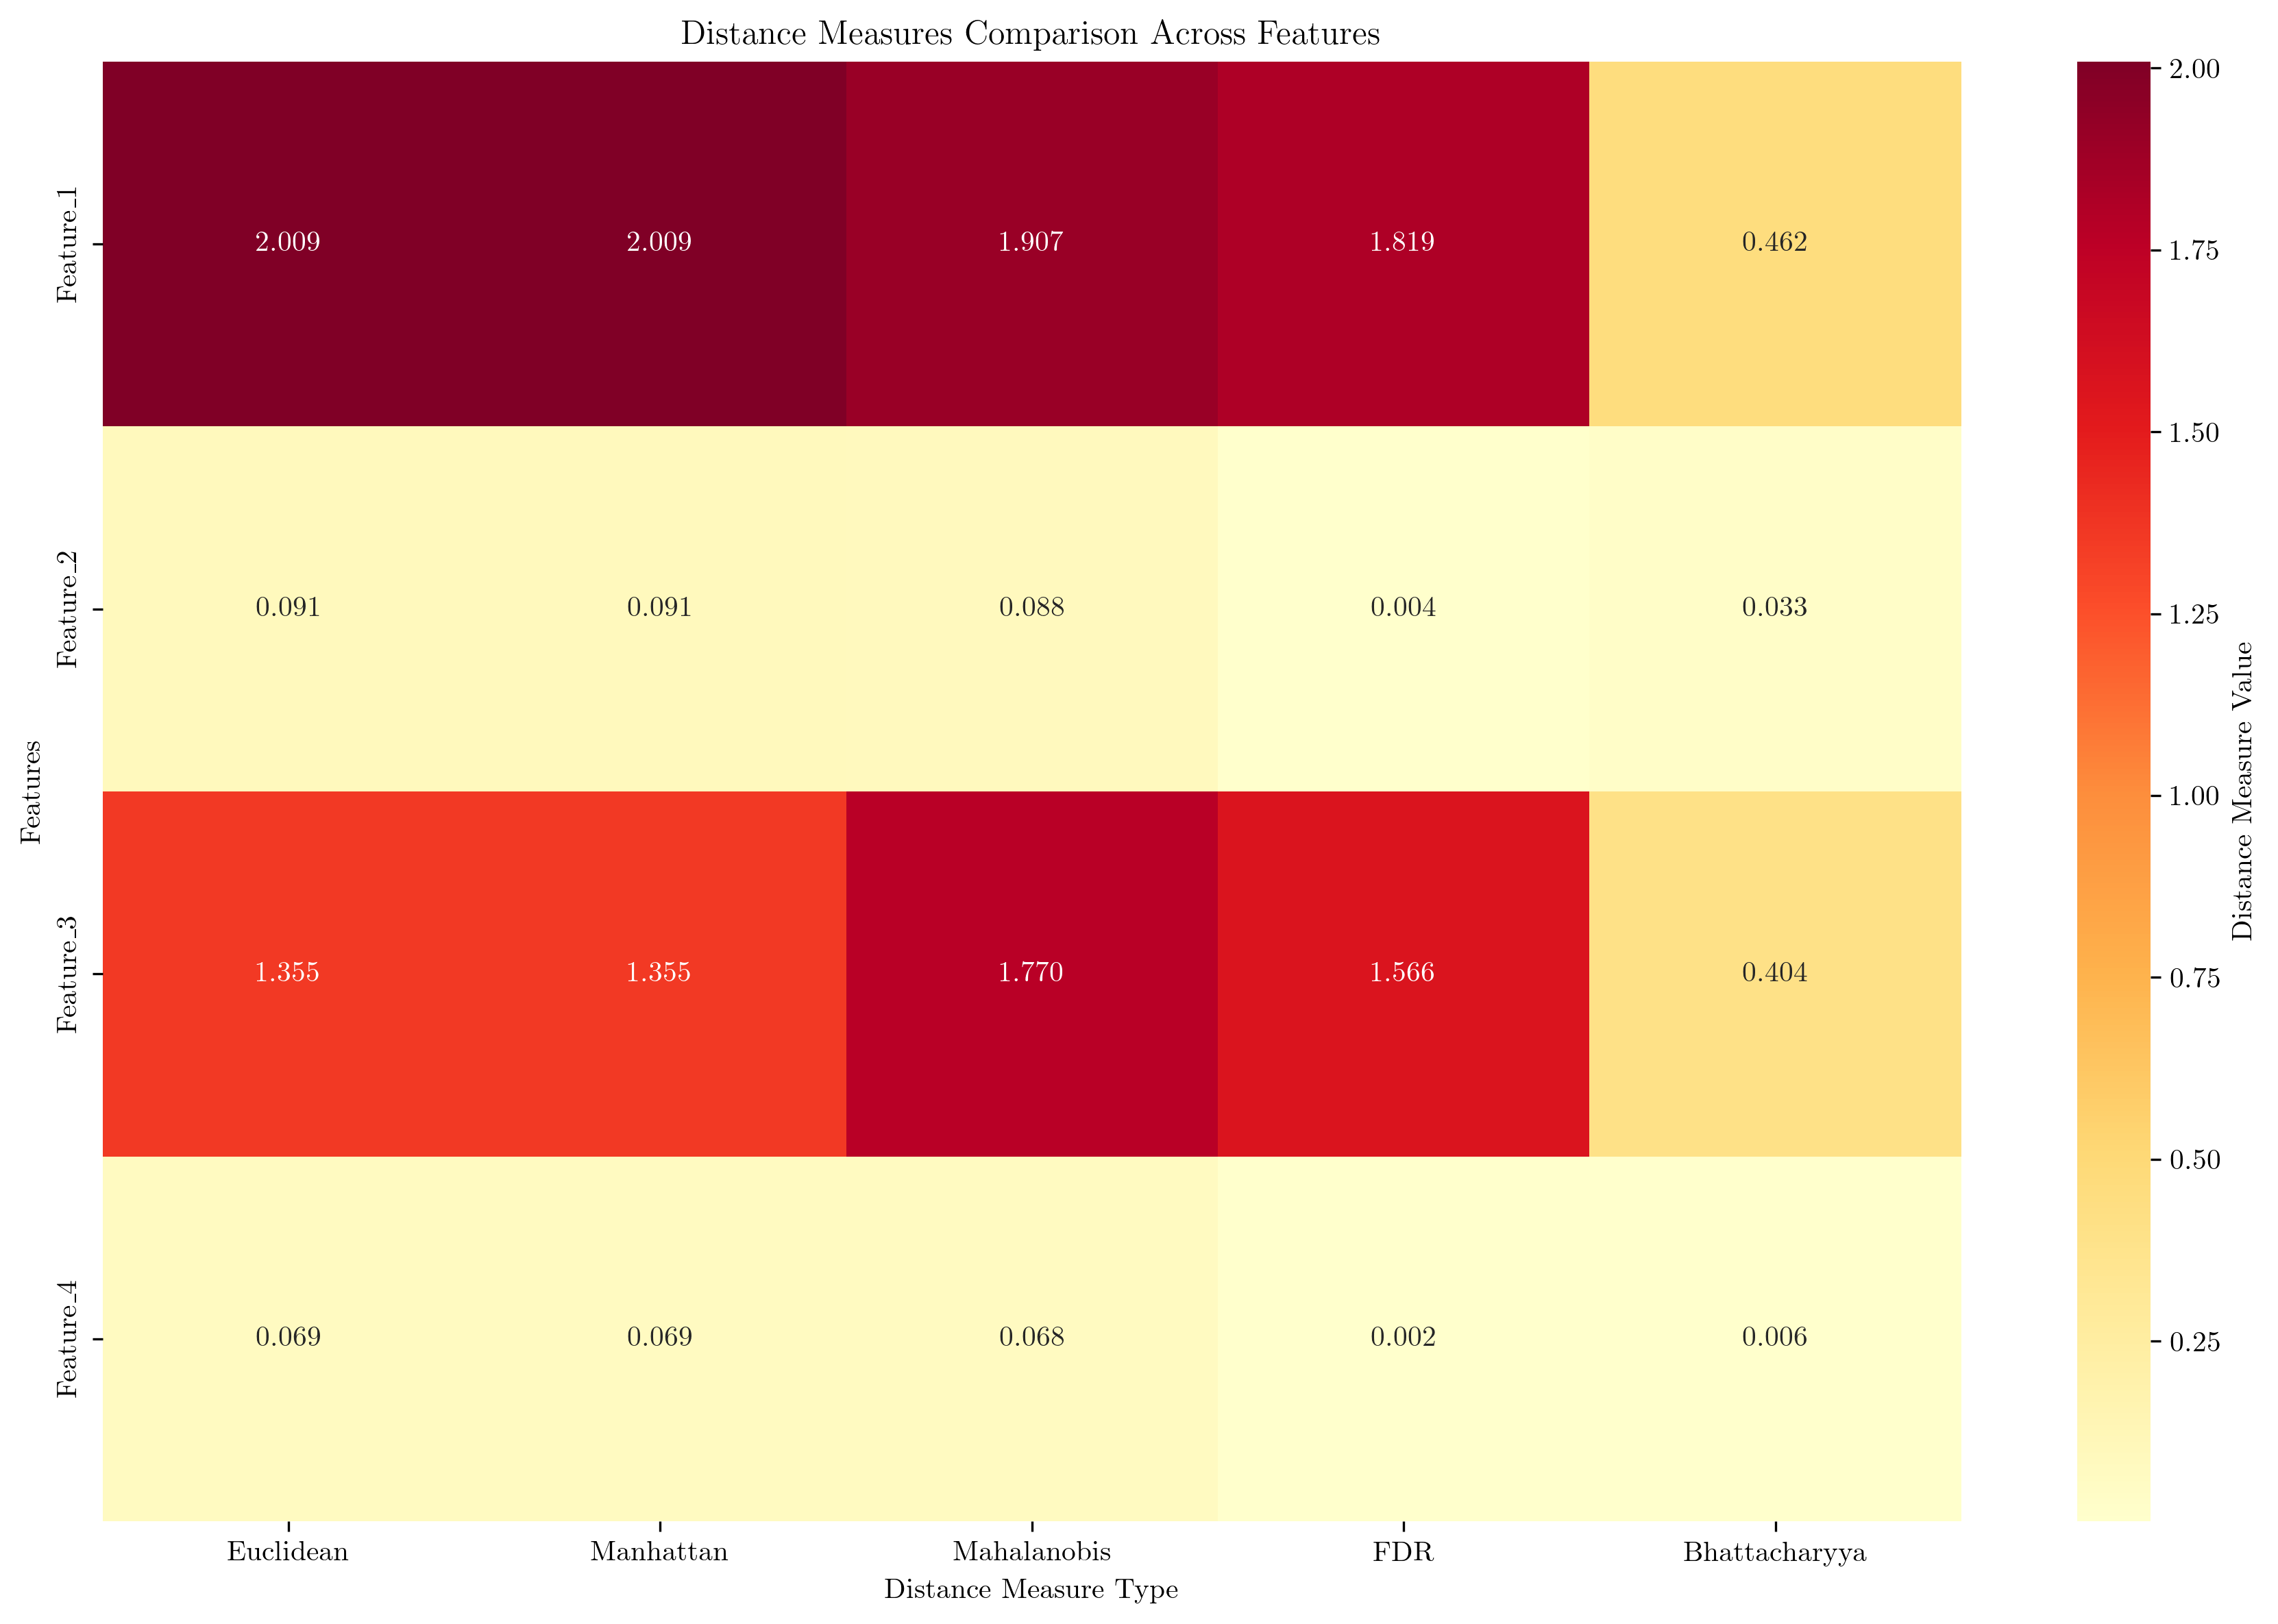 Distance Measures Comparison Across Features
Features
Feature_1
2.009 2.009 1.907 1.819 0.462
Feature_2
0.091 0.091 0.088 0.004 0.033
Feature_3
1.355 1.355 1.770 1.566 0.404
Feature_4
0.069 0.069 0.068 0.002 0.006
Euclidean Manhattan Mahalanobis FDR Bhattacharyya
Distance Measure Type
2.00
1.75
1.50
1.25
1.00
0.75
0.50
0.25
Distance Measure Value